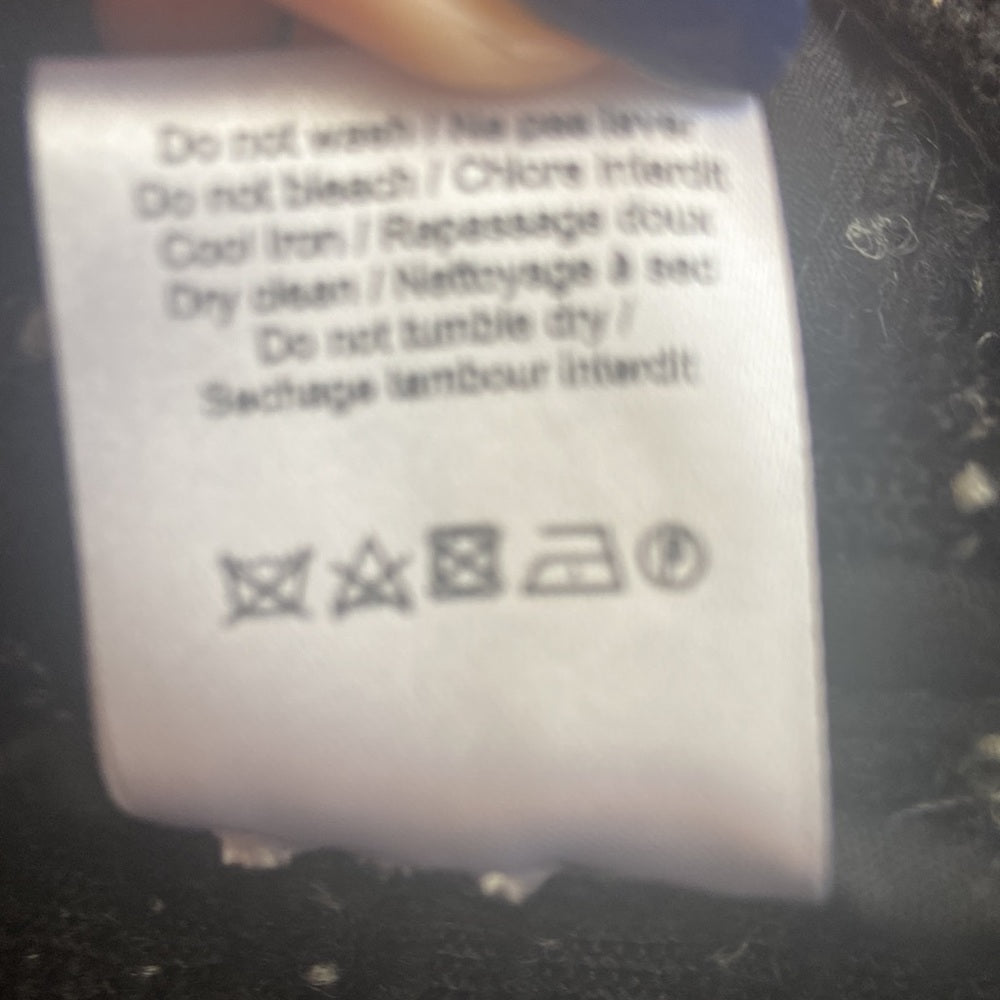 Do not wash / Ne pas laver
Do not bleach / Chlore interdit
Cool Iron / Repassage doux
Dry clean / Nettoyage à sec
Do not tumble dry /
Sechage tambour interdit
P